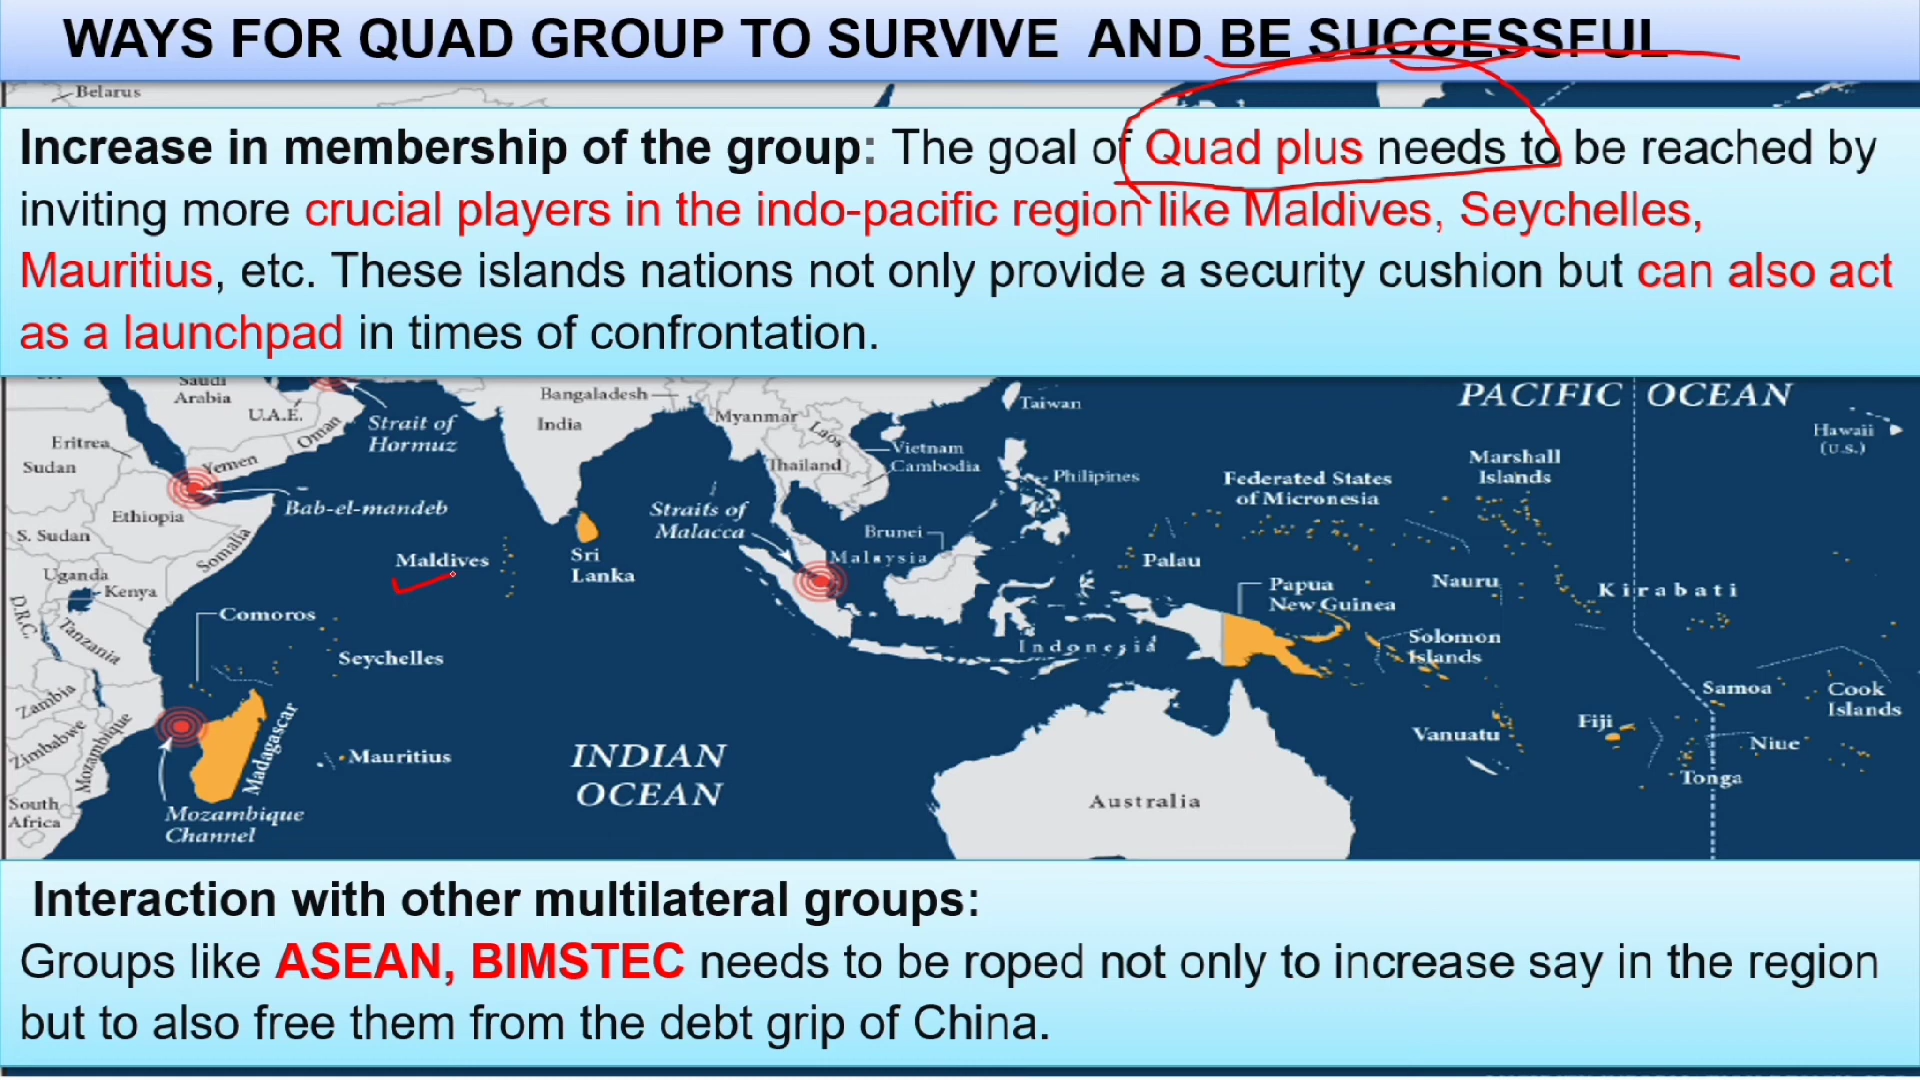 WAYS FOR QUAD GROUP TO SURVIVE AND BE SUCCESSFUL
Belarus
Increase in membership of the group: The goal of Quad plus needs to be reached by
inviting more crucial players in the indo-pacific region like Maldives, Seychelles,
Mauritius, etc. These islands nations not only provide a security cushion but can also act
as a launchpad in times of confrontation.
Saudi
Arabia
U.A.E.
Oman
Yemen
Eritrea
Sudan
Ethiopia
S. Sudan
Somalia
Uganda
Kenya
D.R.C.
Tanzania
Zambia
Zimbabwe
Mozambique
South
Africa
Strait of
Hormuz
Bab-el-mandeb
Maldives
Comoros
Seychelles
Madagascar
Mauritius
Mozambique
Channel
INDIAN
OCEAN
Bangladesh
India
Sri
Lanka
Myanmar
Laos
Thailand
Vietnam
Cambodia
Straits of
Malacca
Brunei
Malaysia
Indonesia
Taiwan
Philipines
Palau
Australia
PACIFIC OCEAN
Hawaii
(U.S.)
Marshall
Islands
Federated States
of Micronesia
Papua
New Guinea
Nauru
Kirabati
Solomon
Islands
Samoa
Cook
Islands
Vanuatu
Fiji
Niue
Tonga
Interaction with other multilateral groups:
Groups like ASEAN, BIMSTEC needs to be roped not only to increase say in the region
but to also free them from the debt grip of China.